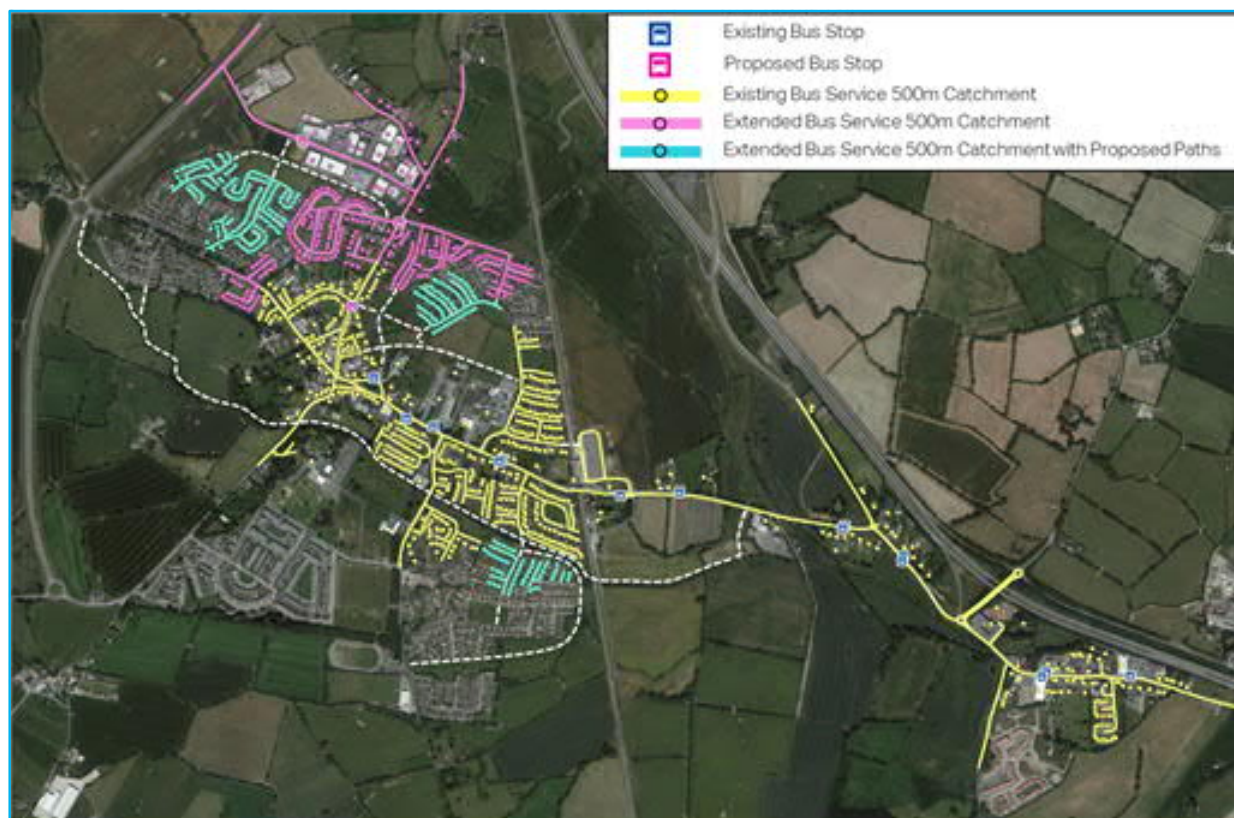 Existing Bus Stop
Proposed Bus Stop
Existing Bus Service 500m Catchment
Extended Bus Service 500m Catchment
Extended Bus Service 500m Catchment with Proposed Paths